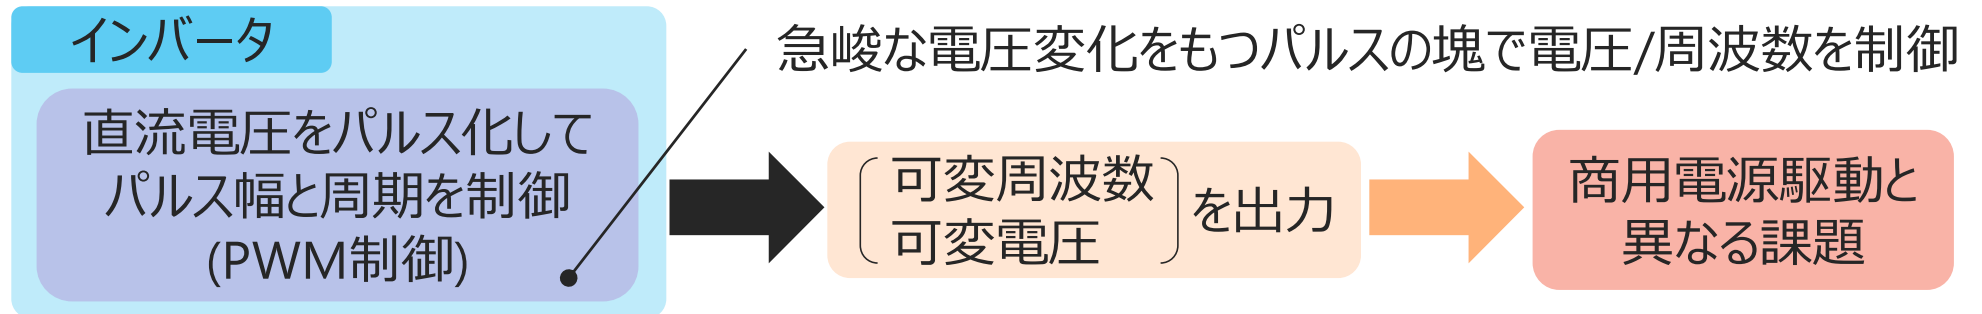 インバータ
急峻な電圧変化をもつパルスの塊で電圧/周波数を制御
直流電圧をパルス化して
パルス幅と周期を制御
(PWM制御)
可変周波数
可変電圧
を出力
商用電源駆動と
異なる課題